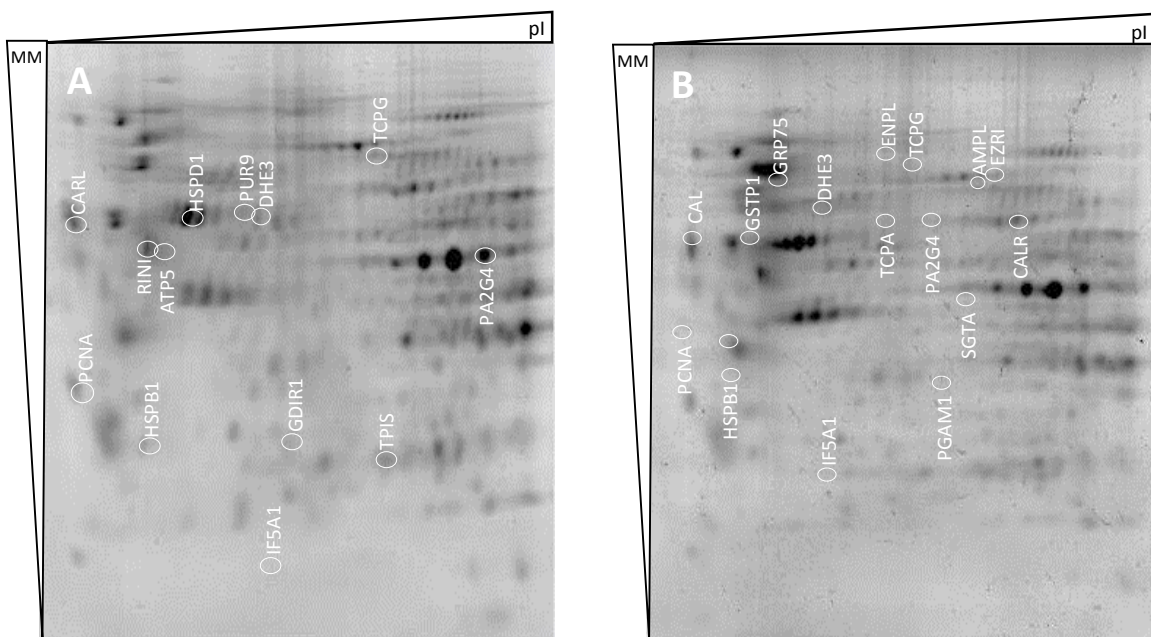 pI
MM
A
TCPG
CARL
HSPD1
PUR9
DHE3
RINI
ATP5
PA2G4
PCNA
HSPB1
GDIR1
TPIS
IF5A1
pI
MM
B
GRP75
ENPL
TCPG
AMPL
EZRI
CAL
GSTP1
DHE3
TCPA
PA2G4
CALR
SGTA
PCNA
HSPB1
PGAM1
IF5A1